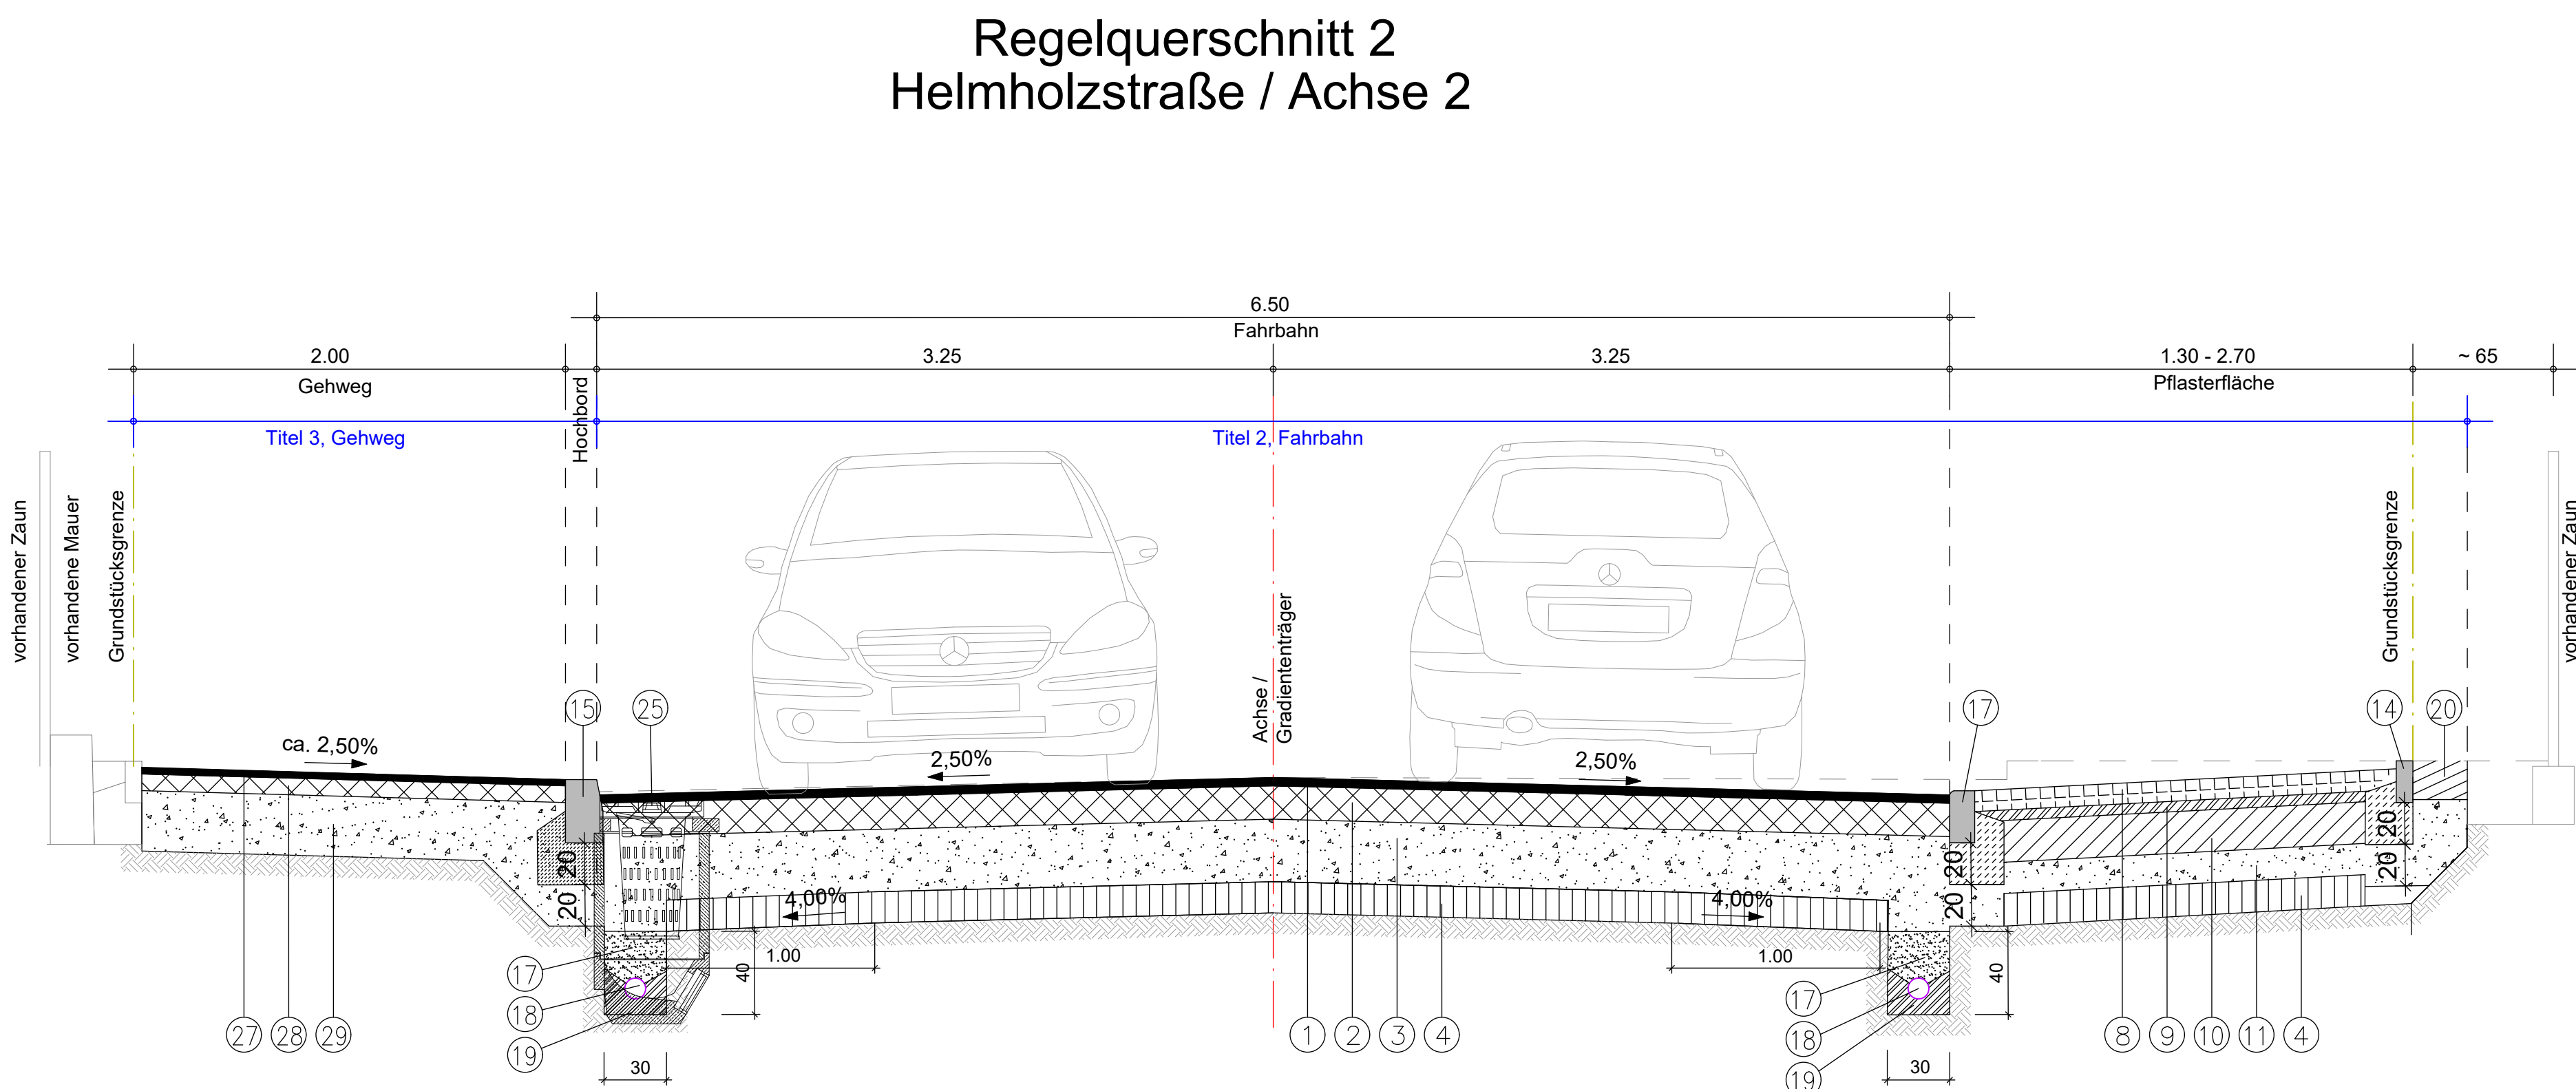 Regelquerschnitt 2
Helmholzstraße / Achse 2
6.50
Fahrbahn
2.00
3.25
3.25
1.30 - 2.70
~ 65
Gehweg
Pflasterfläche
Hochbord
Titel 3, Gehweg
Titel 2, Fahrbahn
vorhandener Zaun
vorhandene Mauer
Grundstücksgrenze
Achse /
Gradiententräger
Grundstücksgrenze
vorhandener Zaun
15
25
17
14
20
ca. 2,50%
2,50%
2,50%
20
20
20
20
20
20
4,00%
4,00%
1.00
1.00
40
40
17
18
19
17
18
19
27
28
29
1
2
3
4
8
9
10
11
4
30
30